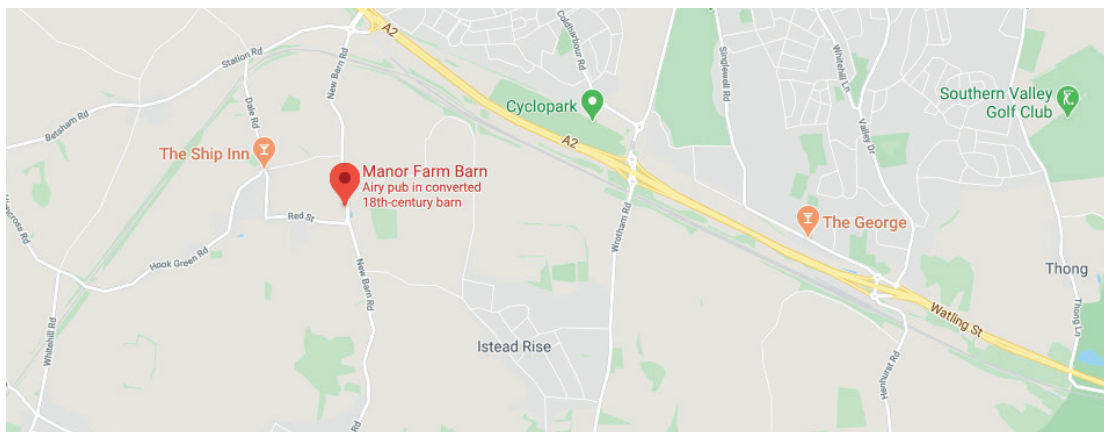 A2
Station Rd
New Barn Rd
Coldharbour Rd
Singlewell Rd
Whitehill Ln
Betsham Rd
Dale Rd
Cyclopark
Southern Valley
Golf Club
A2
Valley Dr
The Ship Inn
Manor Farm Barn
Airy pub in converted
18th-century barn
Red St
Wrotham Rd
The George
Hook Green Rd
New Barn Rd
Thong
Whitehill Rd
Istead Rise
Watling St
Henhurst Rd
Thong Ln